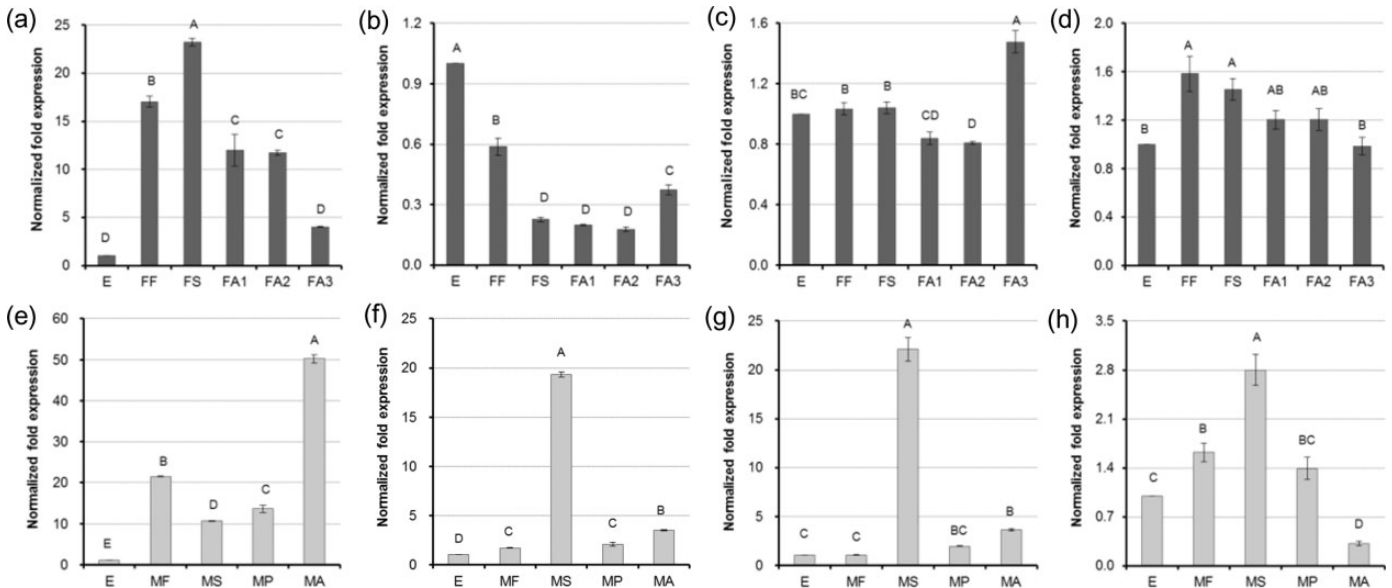 (a)
Normalized fold expression
25
20
15
10
5
0
D
B
A
C
C
D
E FF FS FA1 FA2 FA3
(b)
Normalized fold expression
1.2
0.9
0.6
0.3
0.0
A
B
D
D
D
C
E FF FS FA1 FA2 FA3
(c)
Normalized fold expression
1.6
1.2
0.8
0.4
0.0
BC
B
B
CD
D
A
E FF FS FA1 FA2 FA3
(d)
Normalized fold expression
2.0
1.6
1.2
0.8
0.4
0.0
B
A
A
AB
AB
B
E FF FS FA1 FA2 FA3
(e)
Normalized fold expression
60
50
40
30
20
10
0
E
B
D
C
A
E MF MS MP MA
(f)
Normalized fold expression
25
20
15
10
5
0
D
C
A
C
B
E MF MS MP MA
(g)
Normalized fold expression
25
20
15
10
5
0
C
C
A
BC
B
E MF MS MP MA
(h)
Normalized fold expression
3.5
2.8
2.1
1.4
0.7
0.0
C
B
A
BC
D
E MF MS MP MA